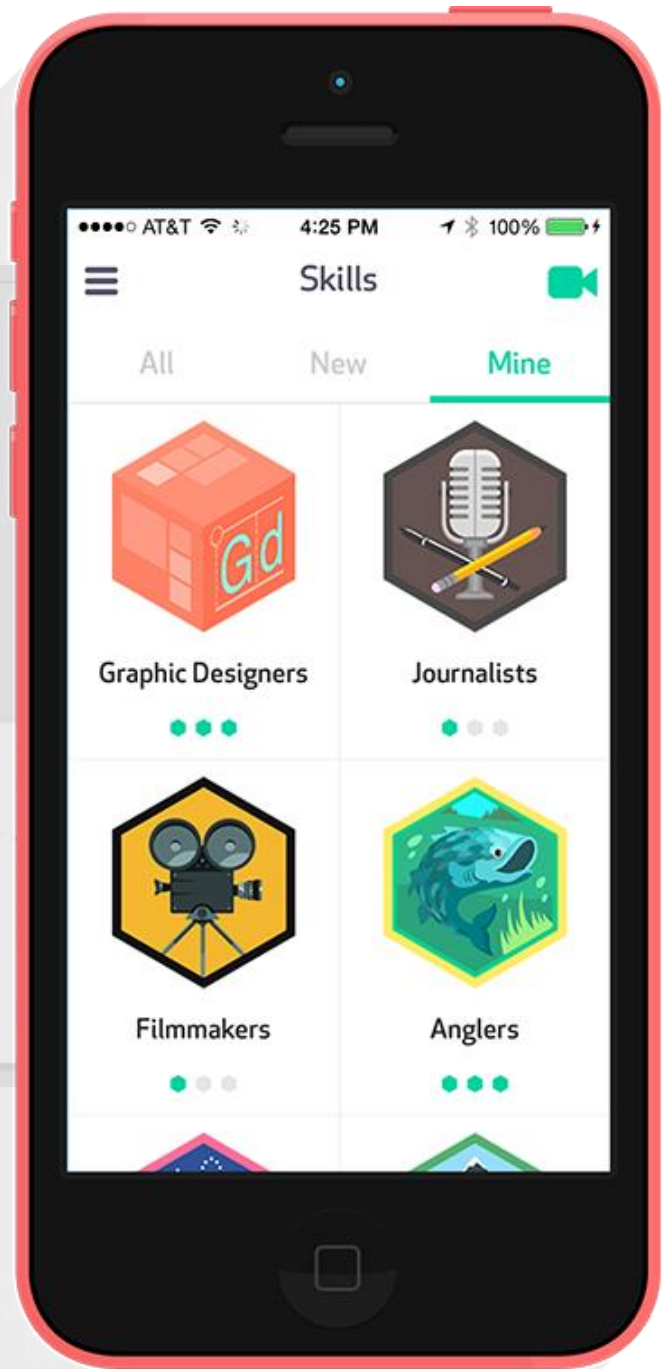 AT&T 4:25 PM 100%
Skills
All New Mine
Gd
Graphic Designers Journalists
Filmmakers Anglers